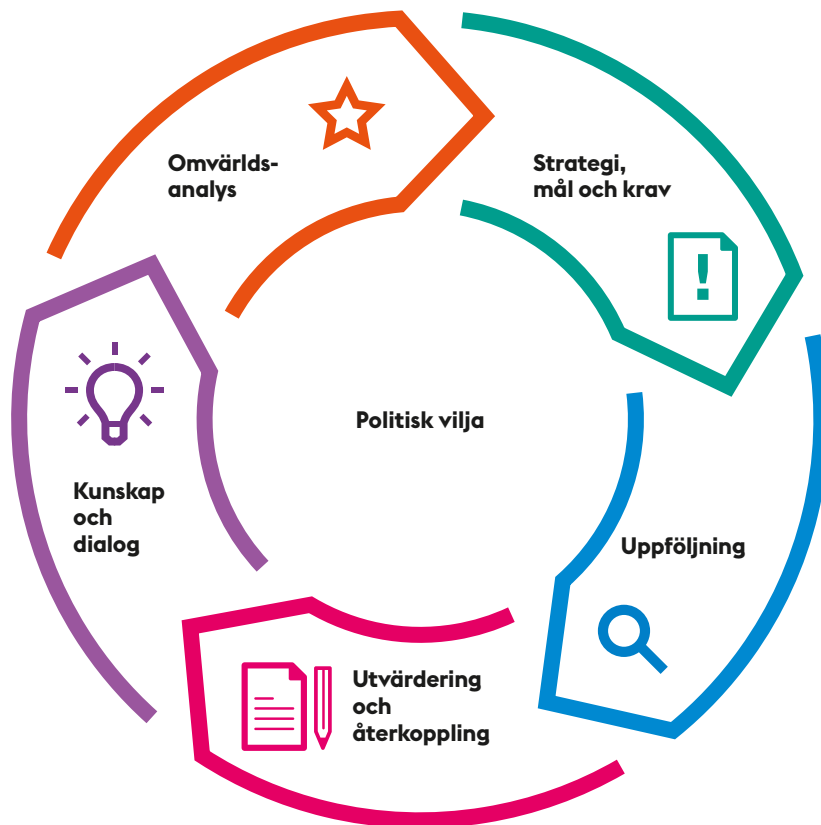 Omvärlds-
analys
Strategi,
mål och krav
!
Politisk vilja
Kunskap
och
dialog
Uppföljning
Utvärdering
och
återkoppling